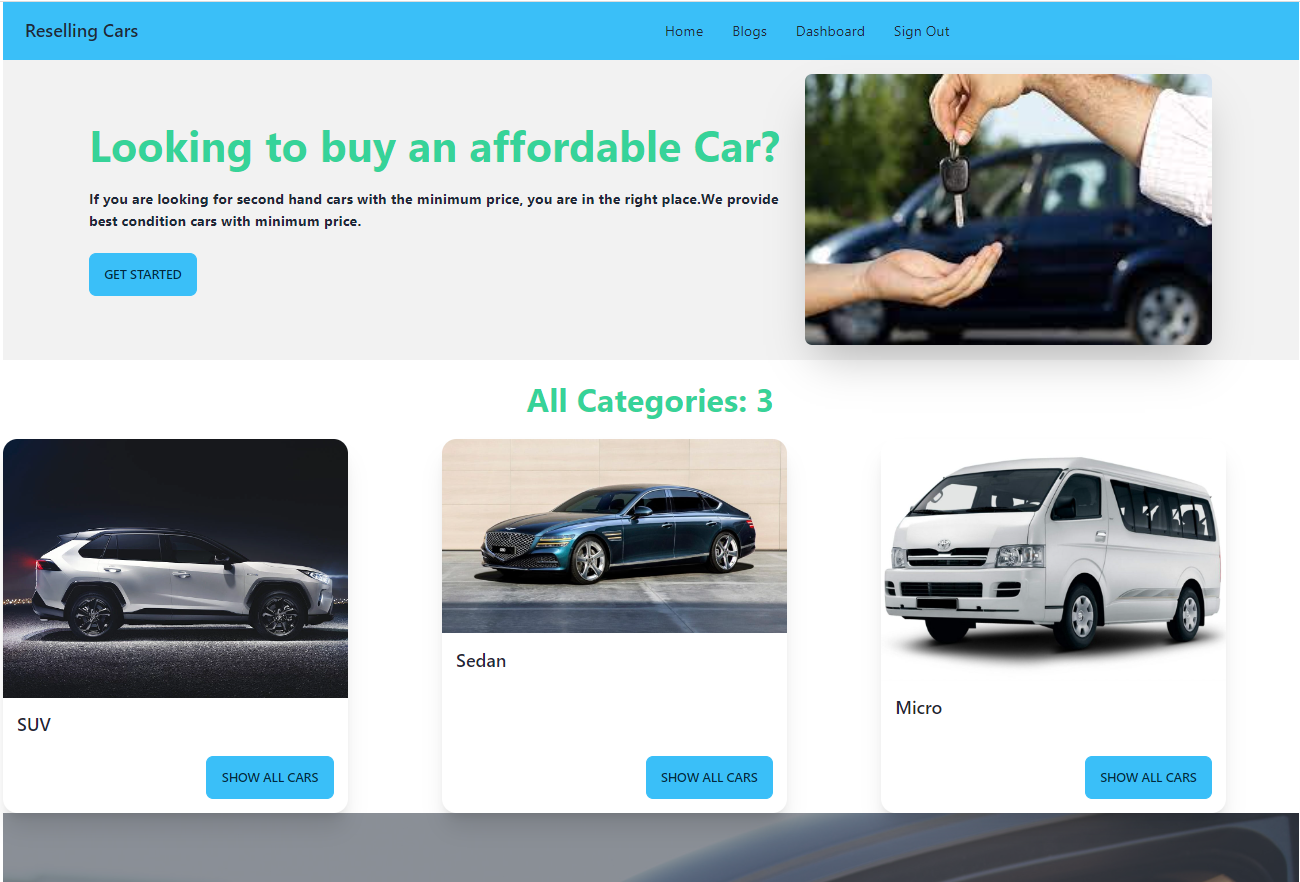 Reselling Cars
Home Blogs Dashboard Sign Out
Looking to buy an affordable Car?
If you are looking for second hand cars with the minimum price, you are in the right place.We provide
best condition cars with minimum price.
GET STARTED
All Categories: 3
SUV
SHOW ALL CARS
Sedan
SHOW ALL CARS
Micro
SHOW ALL CARS